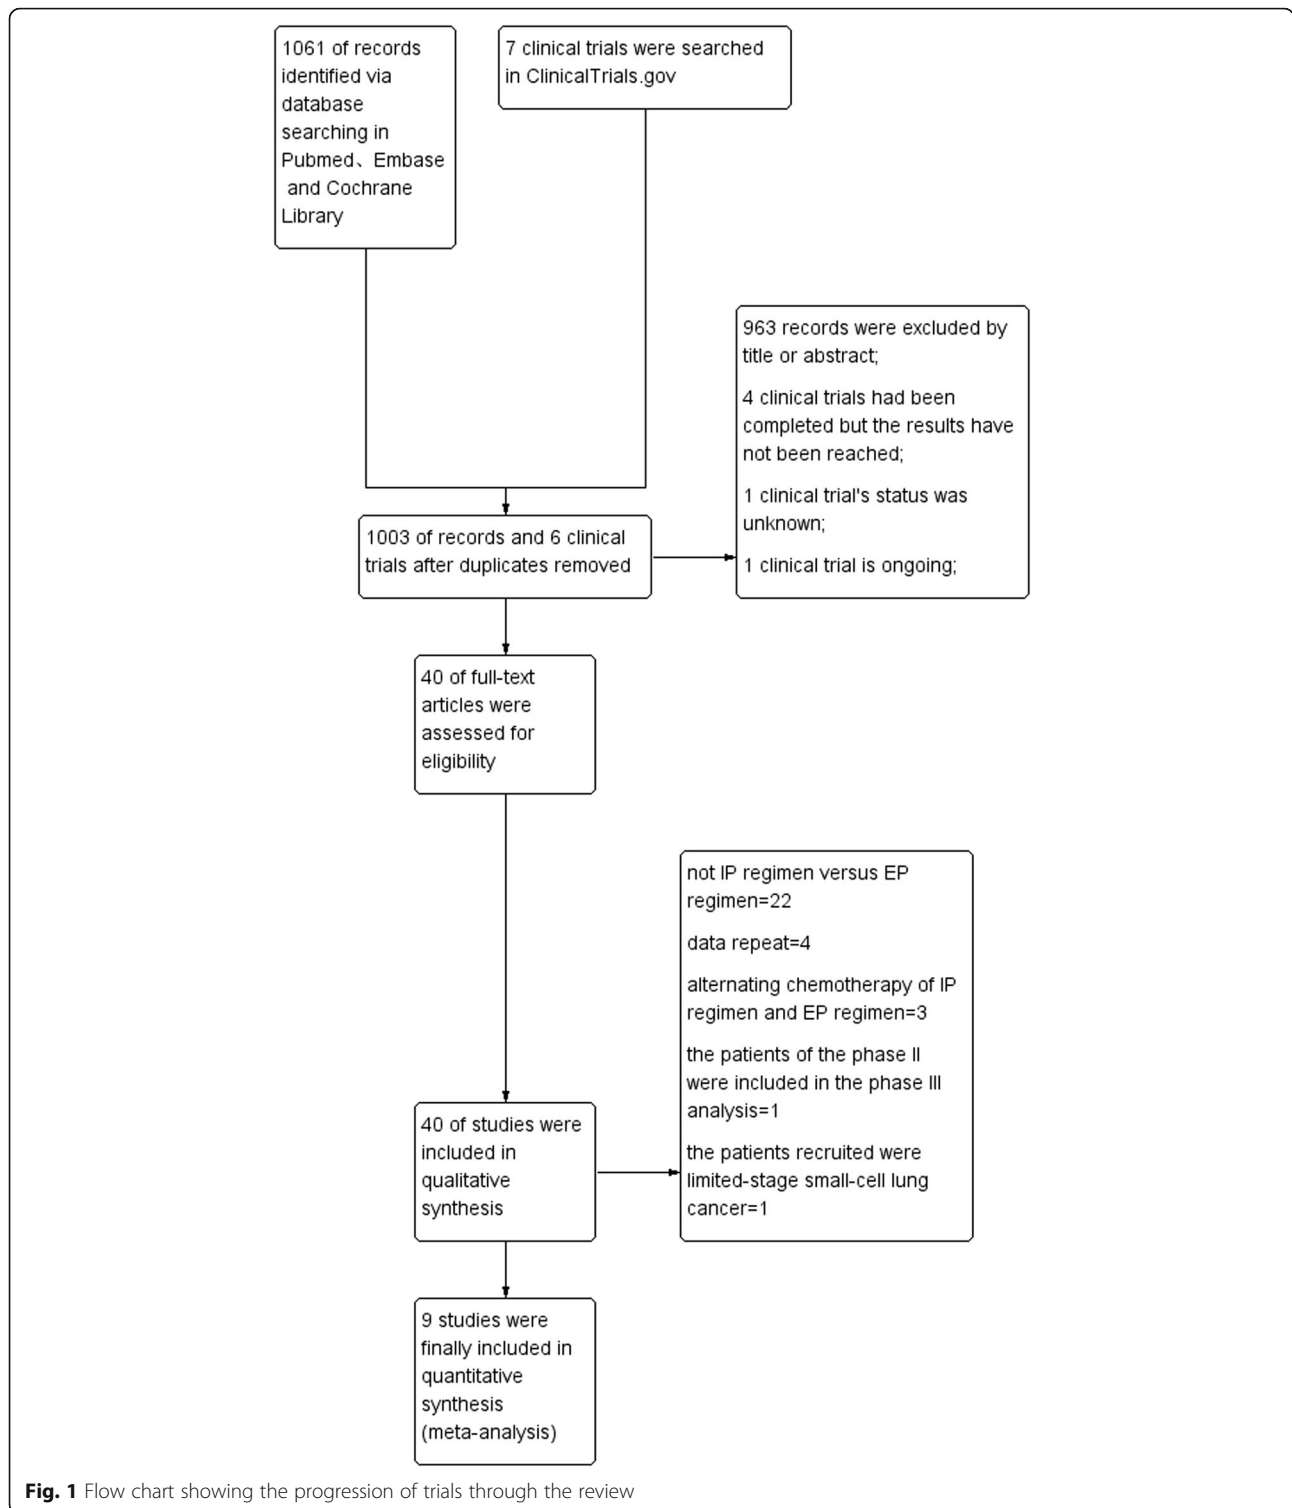 1061 of records
identified via
database
searching in
Pubmed、Embase
and Cochrane
Library
7 clinical trials were searched
in ClinicalTrials.gov
963 records were excluded by
title or abstract;
4 clinical trials had been
completed but the results have
not been reached;
1 clinical trial's status was
unknown;
1 clinical trial is ongoing;
1003 of records and 6 clinical
trials after duplicates removed
40 of full-text
articles were
assessed for
eligibility
not IP regimen versus EP
regimen=22
data repeat=4
alternating chemotherapy of IP
regimen and EP regimen=3
the patients of the phase II
were included in the phase III
analysis=1
the patients recruited were
limited-stage small-cell lung
cancer=1
40 of studies were
included in
qualitative
synthesis
9 studies were
finally included in
quantitative
synthesis
(meta-analysis)
Fig. 1 Flow chart showing the progression of trials through the review